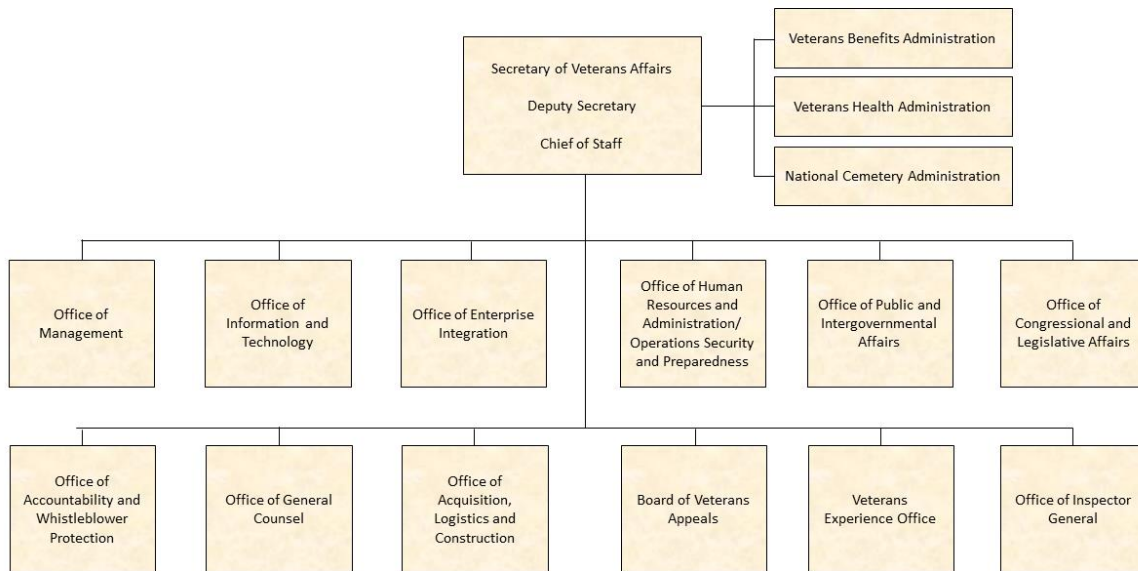 Secretary of Veterans Affairs
Deputy Secretary
Chief of Staff
Veterans Benefits Administration
Veterans Health Administration
National Cemetery Administration
Office of
Management
Office of
Information and
Technology
Office of Enterprise
Integration
Office of Human
Resources and
Administration/
Operations Security
and Preparedness
Office of Public and
Intergovernmental
Affairs
Office of
Congressional and
Legislative Affairs
Office of
Accountability and
Whistleblower
Protection
Office of General
Counsel
Office of
Acquisition,
Logistics and
Construction
Board of Veterans
Appeals
Veterans
Experience Office
Office of Inspector
General